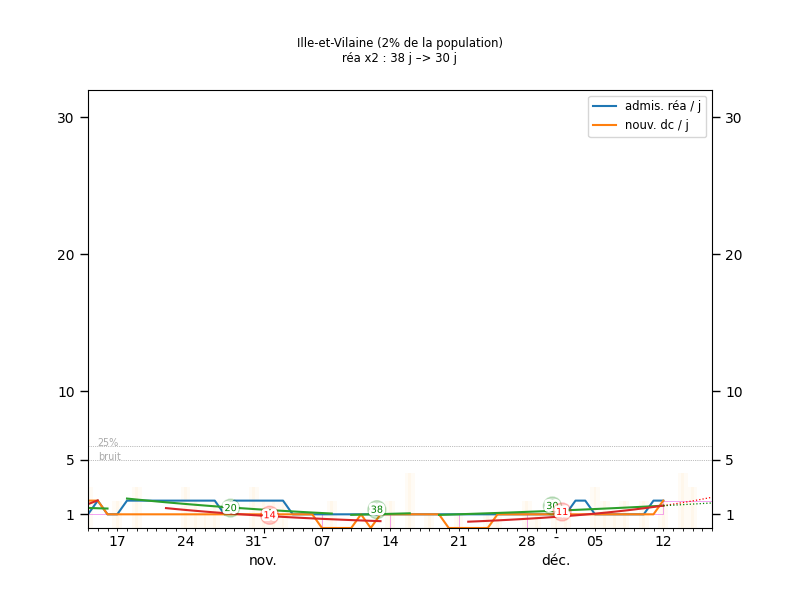 Ille-et-Vilaine (2% de la population)
réa x2 : 38 j –> 30 j
admis. réa / j
nouv. dc / j
30 30
20 20
10 10
25%
5 bruit 5
1 -20 -14 38 30 11 1
17 24 31 07 14 21 28 05 12
nov. déc.